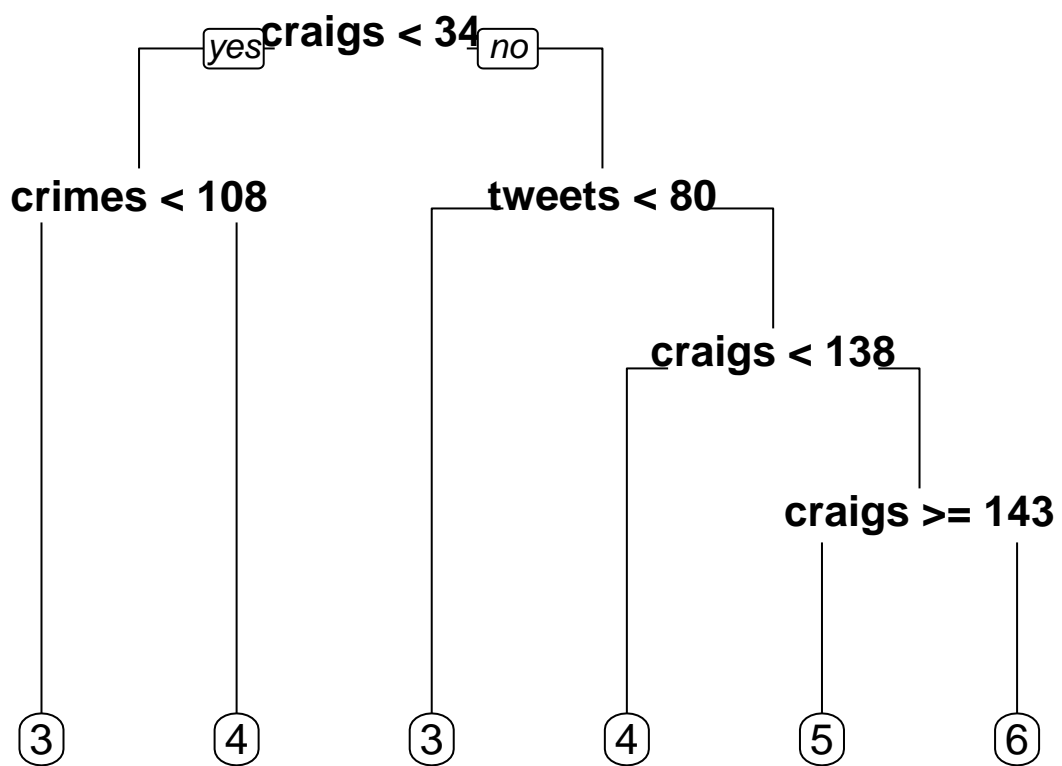 yes craigs < 34 no
crimes < 108 tweets < 80
craigs < 138
craigs >= 143
3 4 3 4 5 6